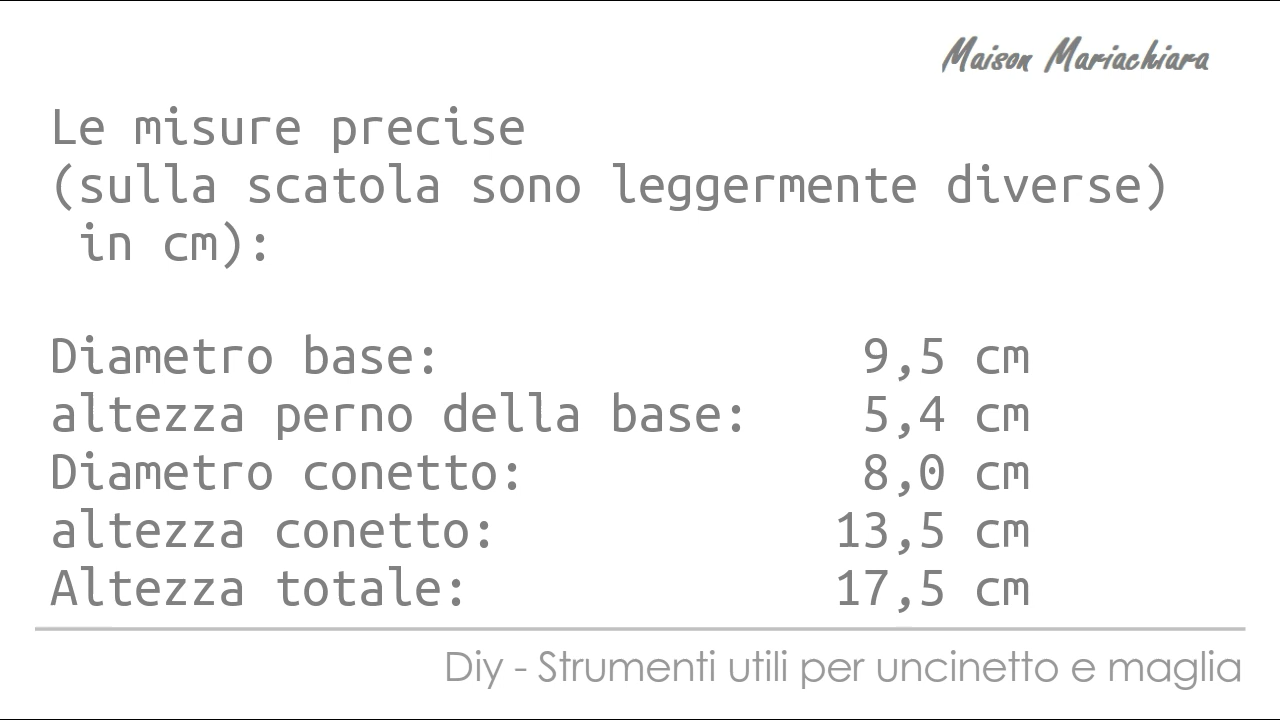 Maison Mariachiara
Le misure precise
(sulla scatola sono leggermente diverse)
in cm):
Diametro base: 9,5 cm
altezza perno della base: 5,4 cm
Diametro conetto: 8,0 cm
altezza conetto: 13,5 cm
Altezza totale: 17,5 cm
Diy - Strumenti utili per uncinetto e maglia